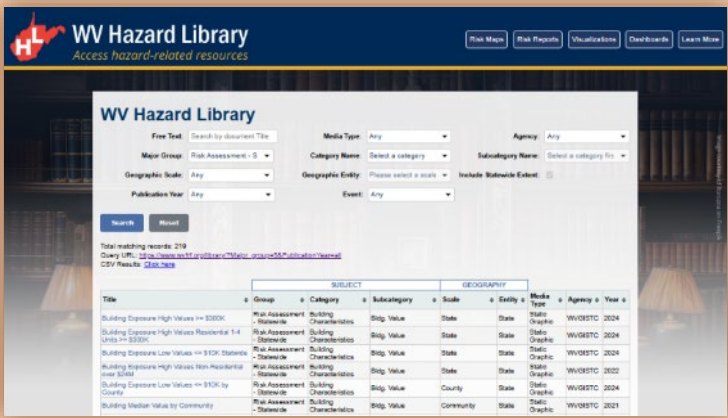 HL
WV Hazard Library
Access hazard-related resources
Risk Maps Risk Reports Visualizations Dashboards Learn More
WV Hazard Library
Free Text: Search by document Title Media Type: Any Agency: Any
Major Group: Risk Assessment - S Category Name: Select a category Subcategory Name: Select a category firs
Geographic Scale: Any Geographic Entity: Please select a scale Include Statewide Extent:
Publication Year Any Event: Any
Search Reset
Total matching records: 219
Query URL:
CSV Results: Click here
SUBJECT GEOGRAPHY
Title Group Category Subcategory Scale Entity Media Type Agency Year
Building Exposure High Values >= $300K Risk Assessment - Statewide Building Characteristics Bldg. Value State State Static Graphic WVGISTC 2024
Building Exposure High Values Residential 1-4 Units >= $300K Risk Assessment - Statewide Building Characteristics Bldg. Value State State Static Graphic WVGISTC 2024
Building Exposure Low Values <= $10K Statewide Risk Assessment - Statewide Building Characteristics Bldg. Value State State Static Graphic WVGISTC 2024
Building Exposure High Values Non-Residential over $24M Risk Assessment - Statewide Building Characteristics Bldg. Value State State Static Graphic WVGISTC 2022
Building Exposure Low Values <= $10K by County Risk Assessment - Statewide Building Characteristics Bldg. Value County State Static Graphic WVGISTC 2024
Building Median Value by Community Risk Assessment - Statewide Building Characteristics Bldg. Value Community State Static Graphic WVGISTC 2021